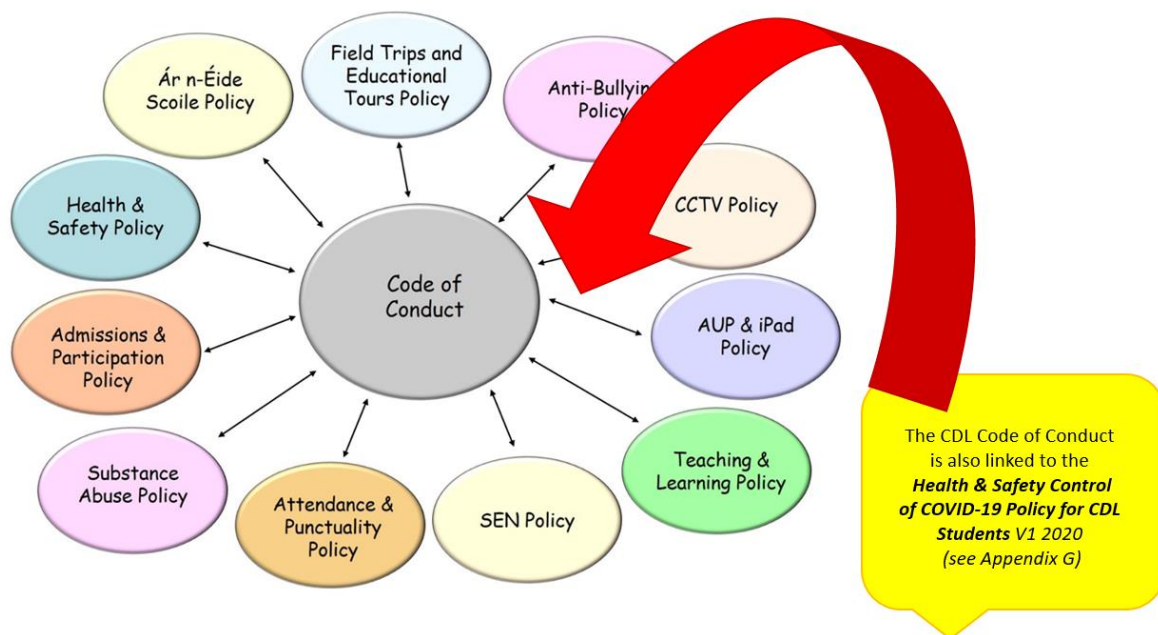 Field Trips and
Educational
Tours Policy
Ár n-Éide
Scoile Policy
Anti-Bullyin
Policy
Health &
Safety Policy
CCTV Policy
Code of
Conduct
Admissions &
Participation
Policy
AUP & iPad
Policy
Substance
Abuse Policy
Attendance &
Punctuality
Policy
SEN Policy
Teaching &
Learning Policy
The CDL Code of Conduct
is also linked to the
Health & Safety Control
of COVID-19 Policy for CDL
Students V1 2020
(see Appendix G)